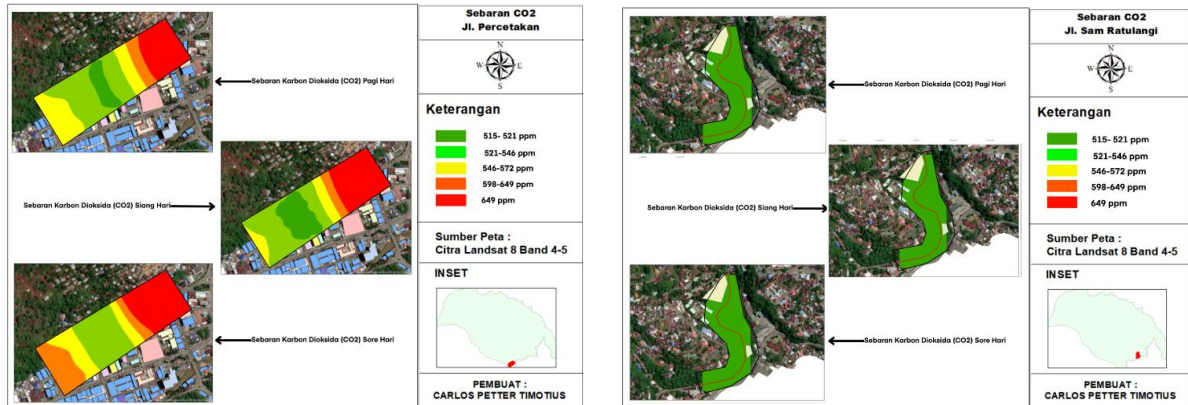 Sebaran CO2
Jl. Percetakan
N
W
E
S
Sebaran Karbon Dioksida (CO2) Pagi Hari
Keterangan
515- 521 ppm
521-546 ppm
546-572 ppm
598-649 ppm
649 ppm
Sebaran Karbon Dioksida (CO2) Siang Hari
Sumber Peta :
Citra Landsat 8 Band 4-5
INSET
Sebaran Karbon Dioksida (CO2) Sore Hari
PEMBUAT :
CARLOS PETTER TIMOTIUS
Sebaran CO2
Jl. Sam Ratulangi
N
W
E
S
Sebaran Karbon Dioksida (CO2) Pagi Hari
Keterangan
515- 521 ppm
521-546 ppm
546-572 ppm
598-649 ppm
649 ppm
Sebaran Karbon Dioksida (CO2) Siang Hari
Sumber Peta :
Citra Landsat 8 Band 4-5
INSET
Sebaran Karbon Dioksida (CO2) Sore Hari
PEMBUAT :
CARLOS PETTER TIMOTIUS